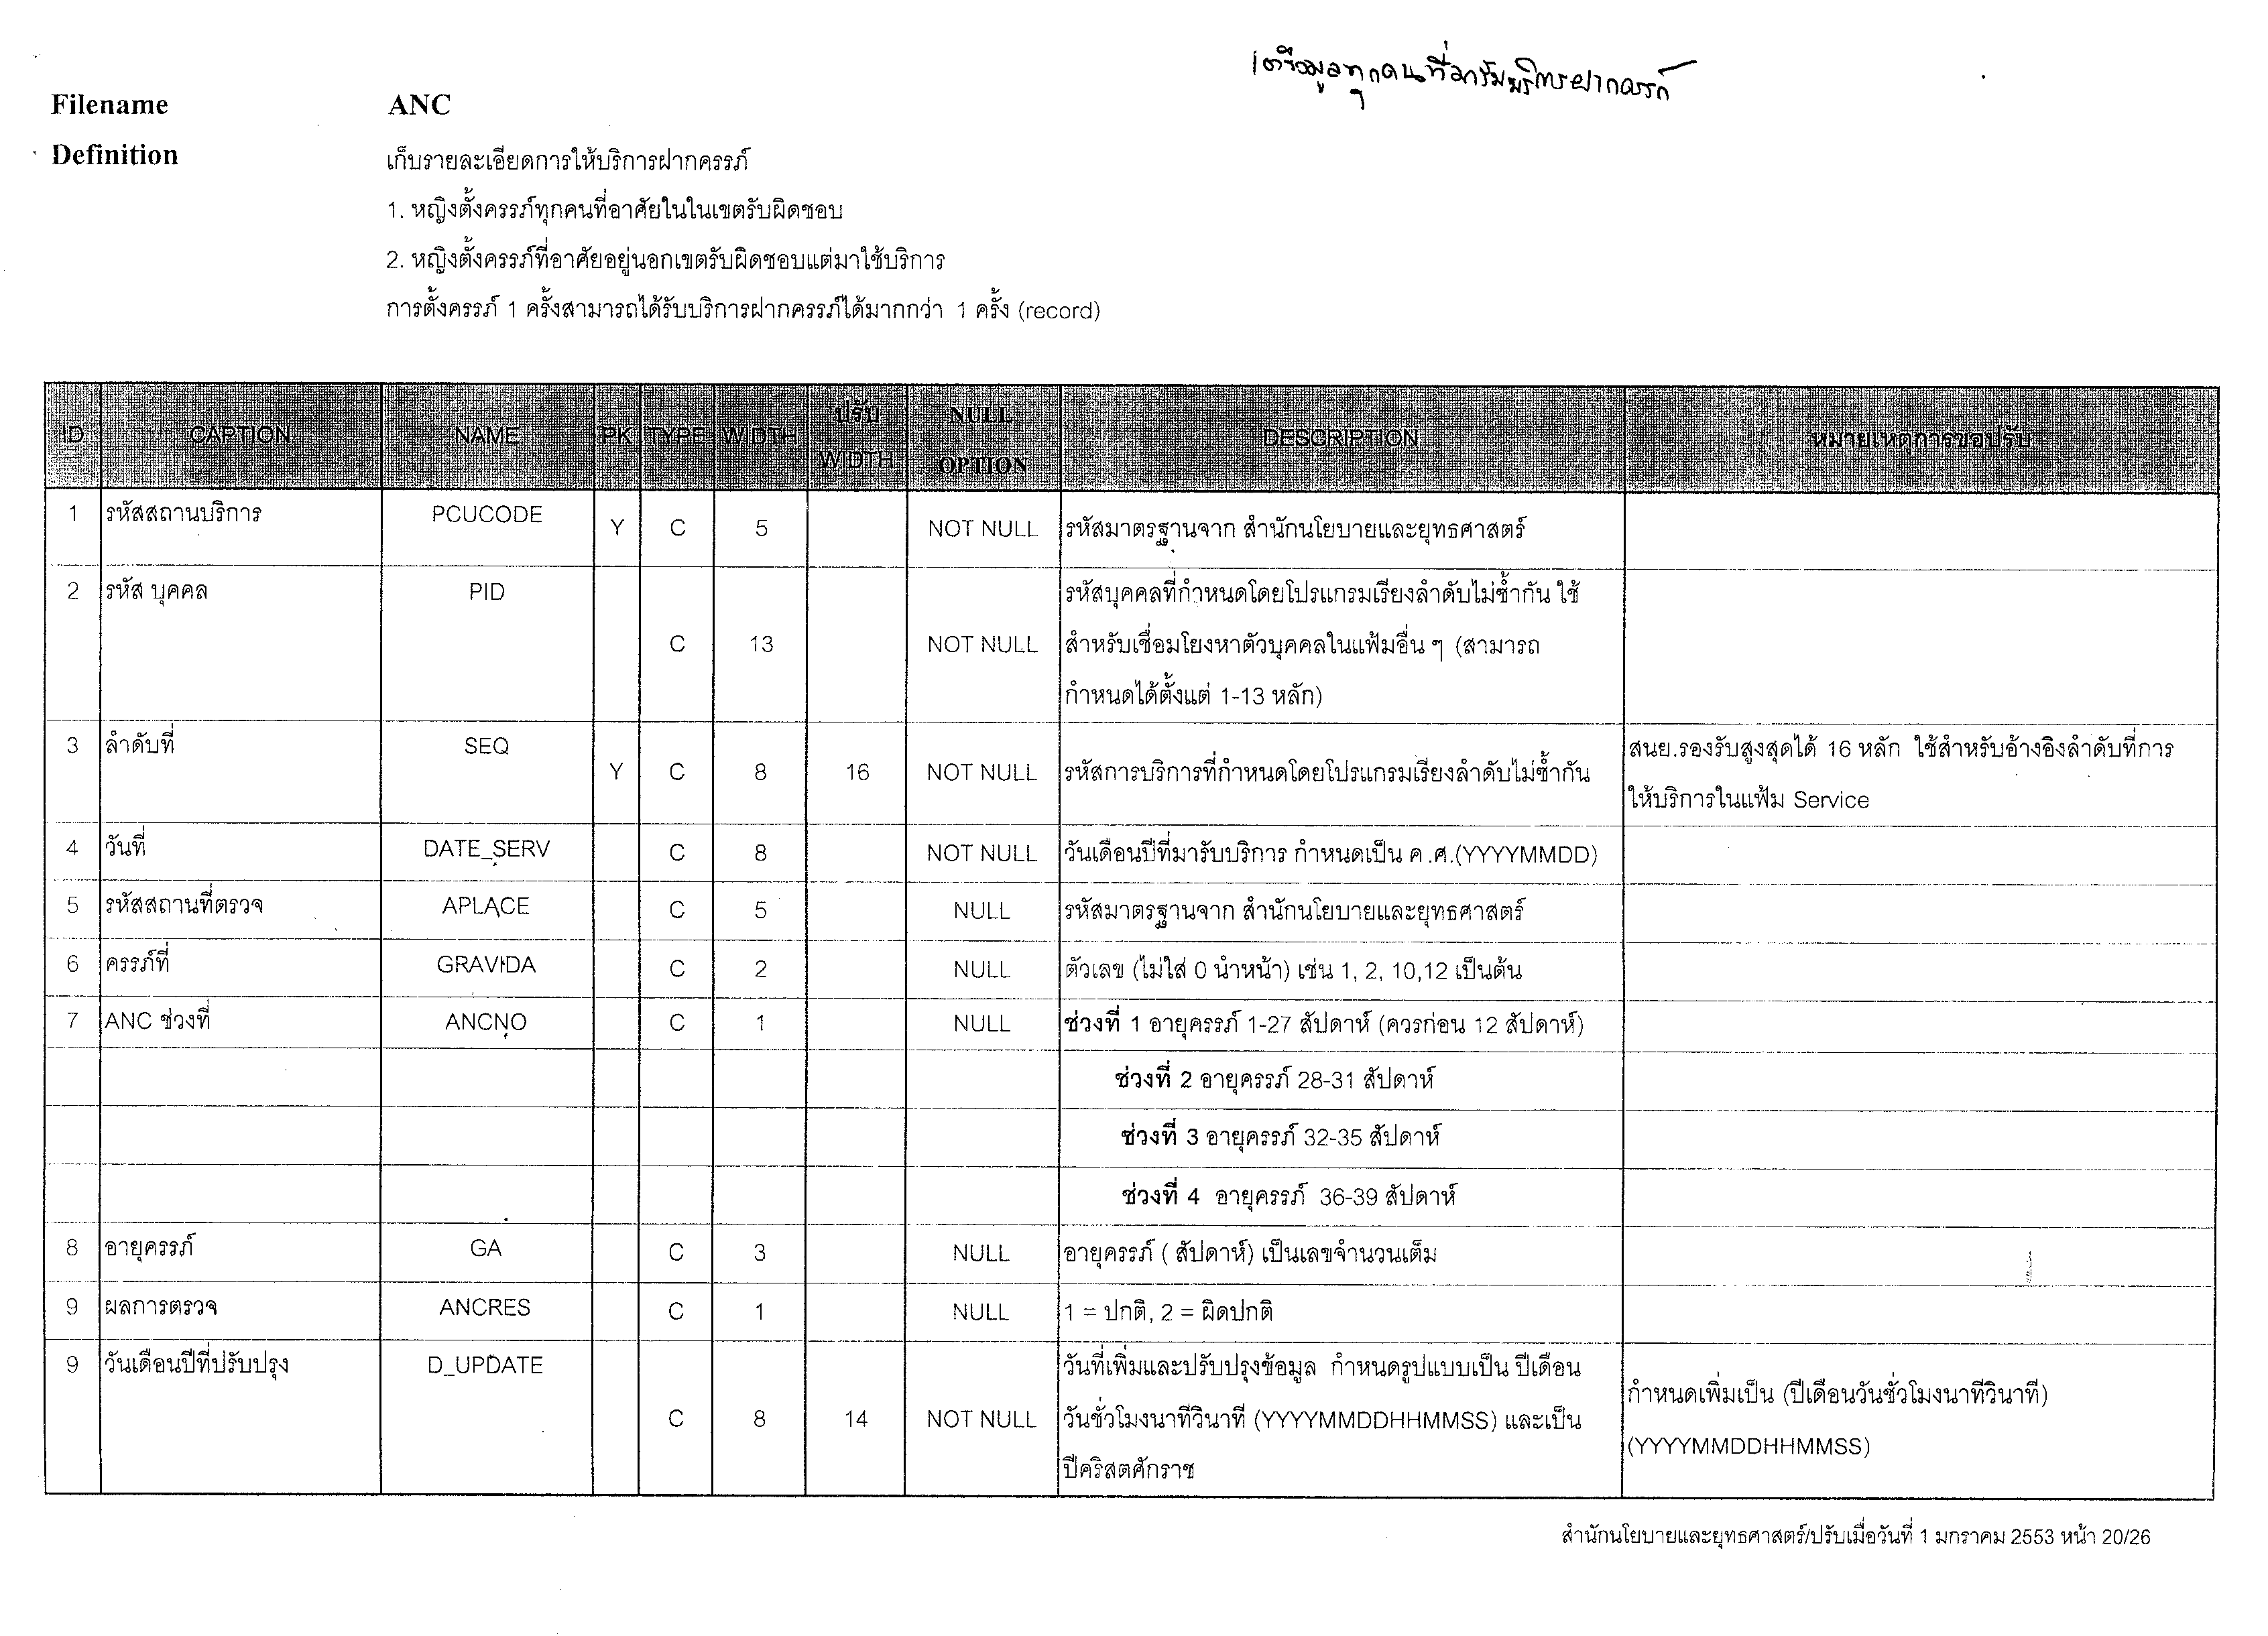 ที่มารับบริการฝากครรภ์
Filename ANC
Definition เก็บรายละเอียดการให้บริการฝากครรภ์
1. หญิงตั้งครรภ์ทุกคนที่อาศัยในในเขตรับผิดชอบ
2. หญิงตั้งครรภ์ที่อาศัยอยู่นอกเขตรับผิดชอบแต่มาใช้บริการ
การตั้งครรภ์ 1 ครั้งสามารถได้รับบริการฝากครรภ์ได้มากกว่า 1 ครั้ง (record)
ID CAPTION NAME PK TYPE WIDTH ปรับ WIDTH NULL OPTION DESCRIPTION หมายเหตุการขอปรับ
1 รหัสสถานบริการ PCUCODE Y C 5 NOT NULL รหัสมาตรฐานจาก สำนักนโยบายและยุทธศาสตร์
2 รหัส บุคคล PID C 13 NOT NULL รหัสบุคคลที่กำหนดโดยโปรแกรมเรียงลำดับไม่ซ้ำกัน ใช้
สำหรับเชื่อมโยงหาตัวบุคคลในแฟ้มอื่น ๆ (สามารถ
กำหนดได้ตั้งแต่ 1-13 หลัก)
3 ลำดับที่ SEQ Y C 8 16 NOT NULL รหัสการบริการที่กำหนดโดยโปรแกรมเรียงลำดับไม่ซ้ำกัน สนย.รองรับสูงสุดได้ 16 หลัก ใช้สำหรับอ้างอิงลำดับที่การ
ให้บริการในแฟ้ม Service
4 วันที่ DATE_SERV C 8 NOT NULL วันเดือนปีที่มารับบริการ กำหนดเป็น ค.ศ.(YYYYMMDD)
5 รหัสสถานที่ตรวจ APLACE C 5 NULL รหัสมาตรฐานจาก สำนักนโยบายและยุทธศาสตร์
6 ครรภ์ที่ GRAVIDA C 2 NULL ตัวเลข (ไม่ใส่ 0 นำหน้า) เช่น 1, 2, 10,12 เป็นต้น
7 ANC ช่วงที่ ANCNO C 1 NULL ช่วงที่ 1 อายุครรภ์ 1-27 สัปดาห์ (ควรก่อน 12 สัปดาห์)
ช่วงที่ 2 อายุครรภ์ 28-31 สัปดาห์
ช่วงที่ 3 อายุครรภ์ 32-35 สัปดาห์
ช่วงที่ 4 อายุครรภ์ 36-39 สัปดาห์
8 อายุครรภ์ GA C 3 NULL อายุครรภ์ ( สัปดาห์) เป็นเลขจำนวนเต็ม
9 ผลการตรวจ ANCRES C 1 NULL 1 = ปกติ, 2 = ผิดปกติ
9 วันเดือนปีที่ปรับปรุง D_UPDATE C 8 14 NOT NULL วันที่เพิ่มและปรับปรุงข้อมูล กำหนดรูปแบบเป็น ปีเดือน
วันชั่วโมงนาทีวินาที (YYYYMMDDHHMMSS) และเป็น
ปีคริสตศักราช
กำหนดเพิ่มเป็น (ปีเดือนวันชั่วโมงนาทีวินาที)
(YYYYMMDDHHMMSS)
สำนักนโยบายและยุทธศาสตร์/ปรับเมื่อวันที่ 1 มกราคม 2553 หน้า 20/26